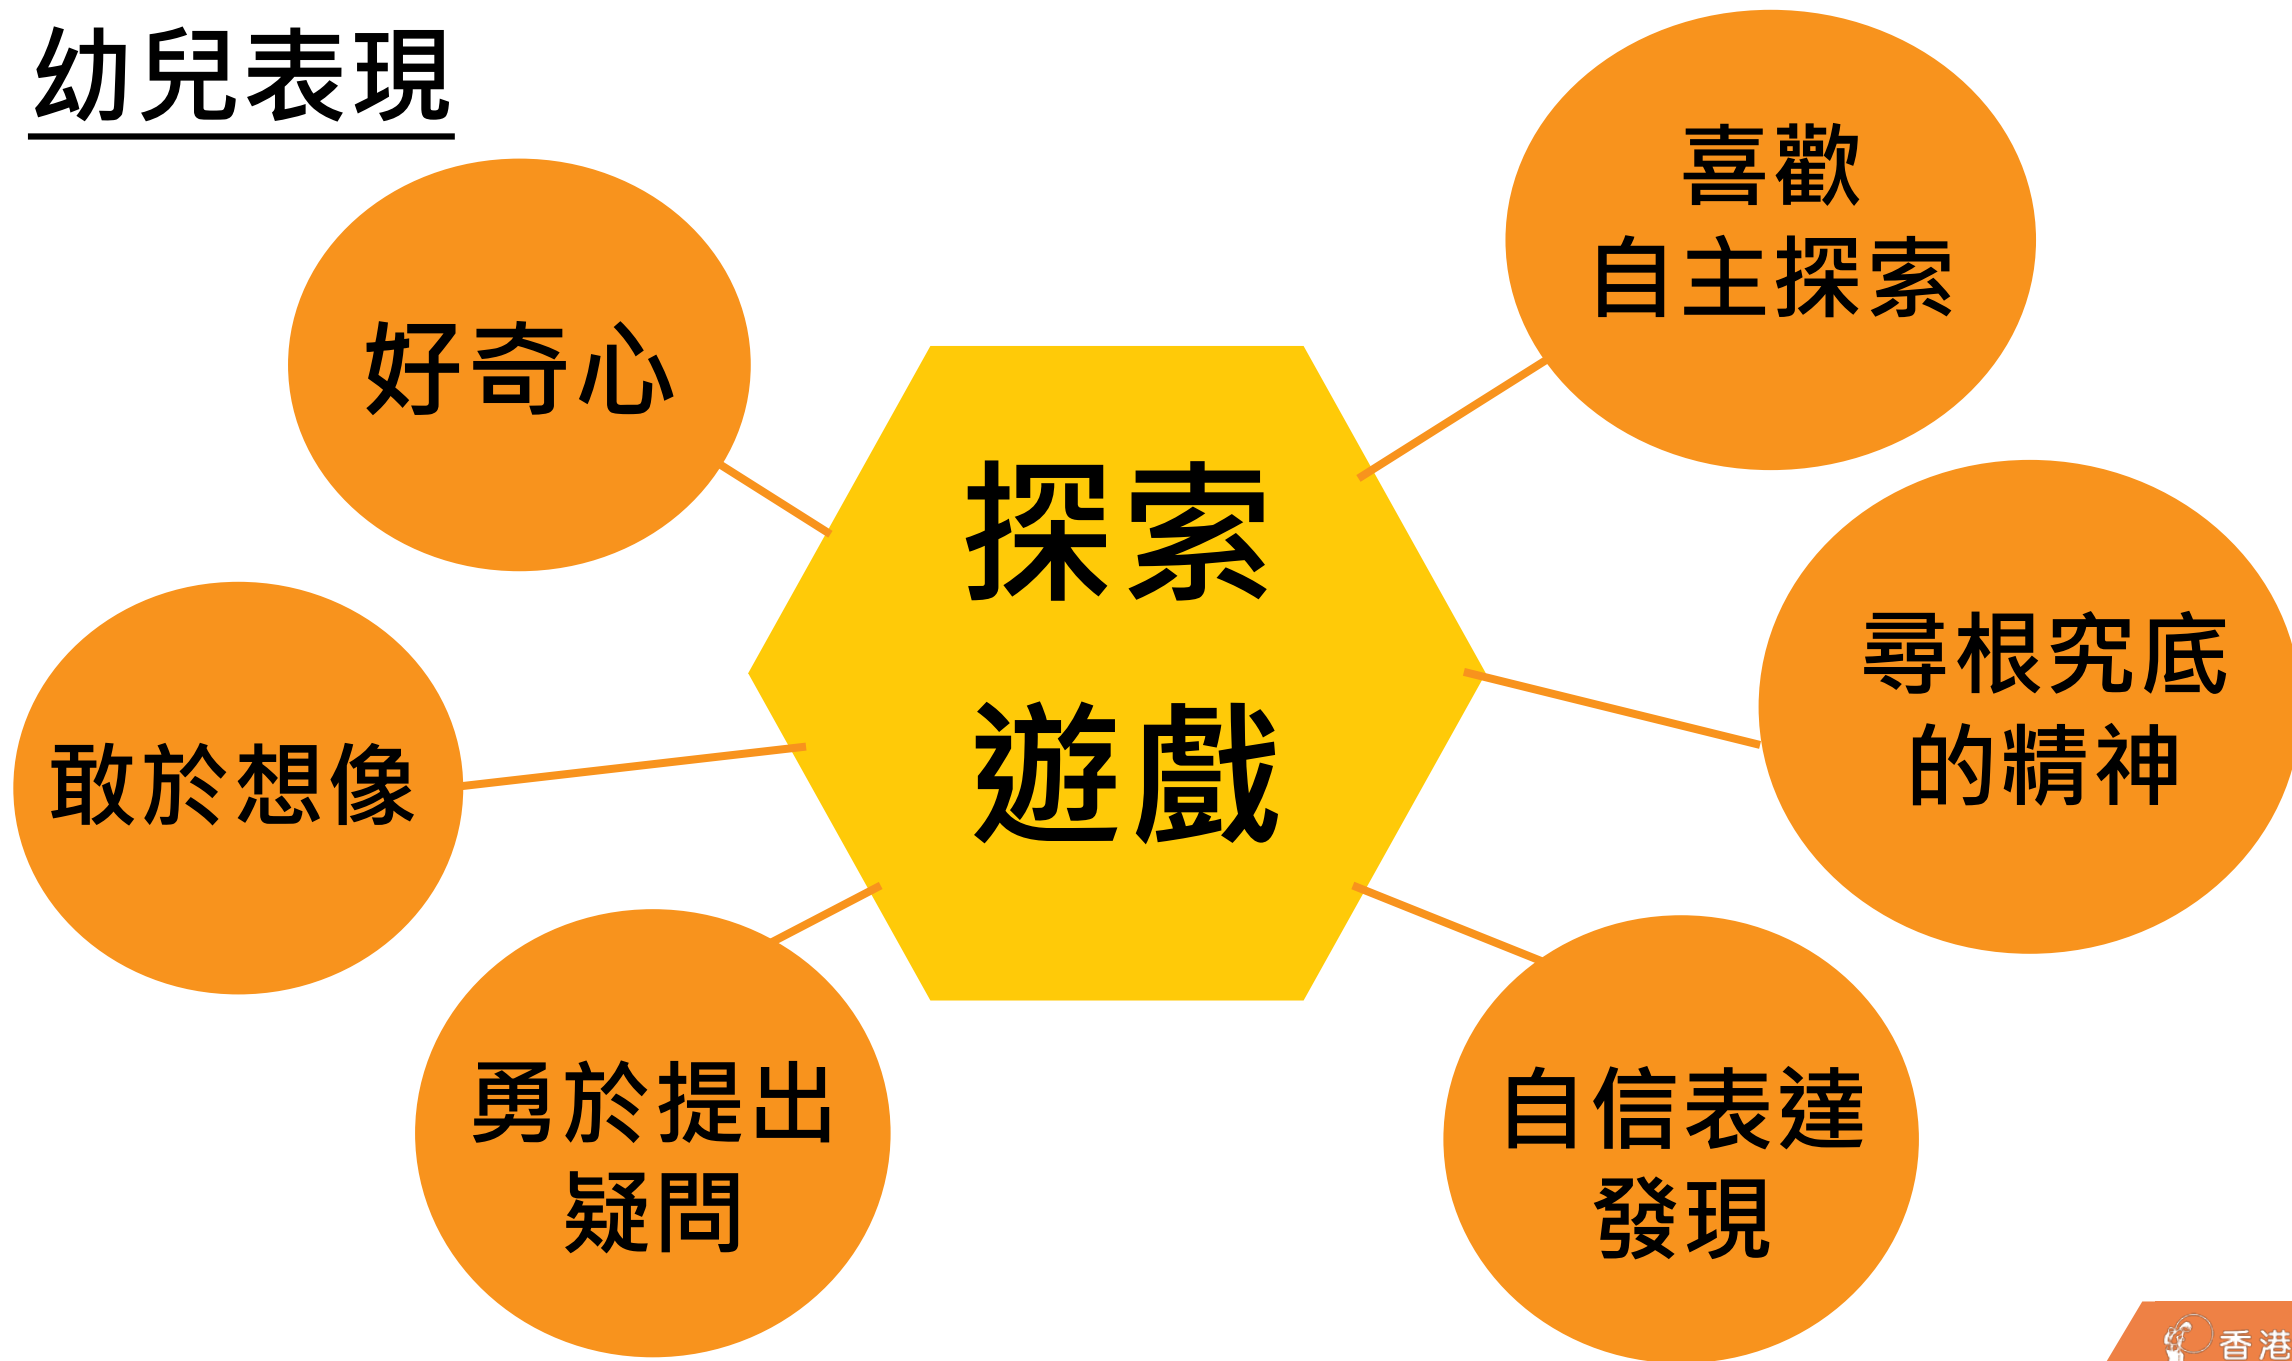 幼兒表現
好奇心
喜歡
自主探索
探索
遊戲
敢於想像
尋根究底
的精神
勇於提出
疑問
自信表達
發現
香港